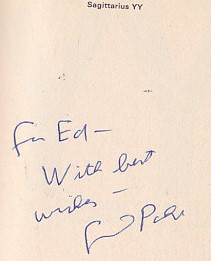 Sagittarius YY
For Ed—
With best
wishes—